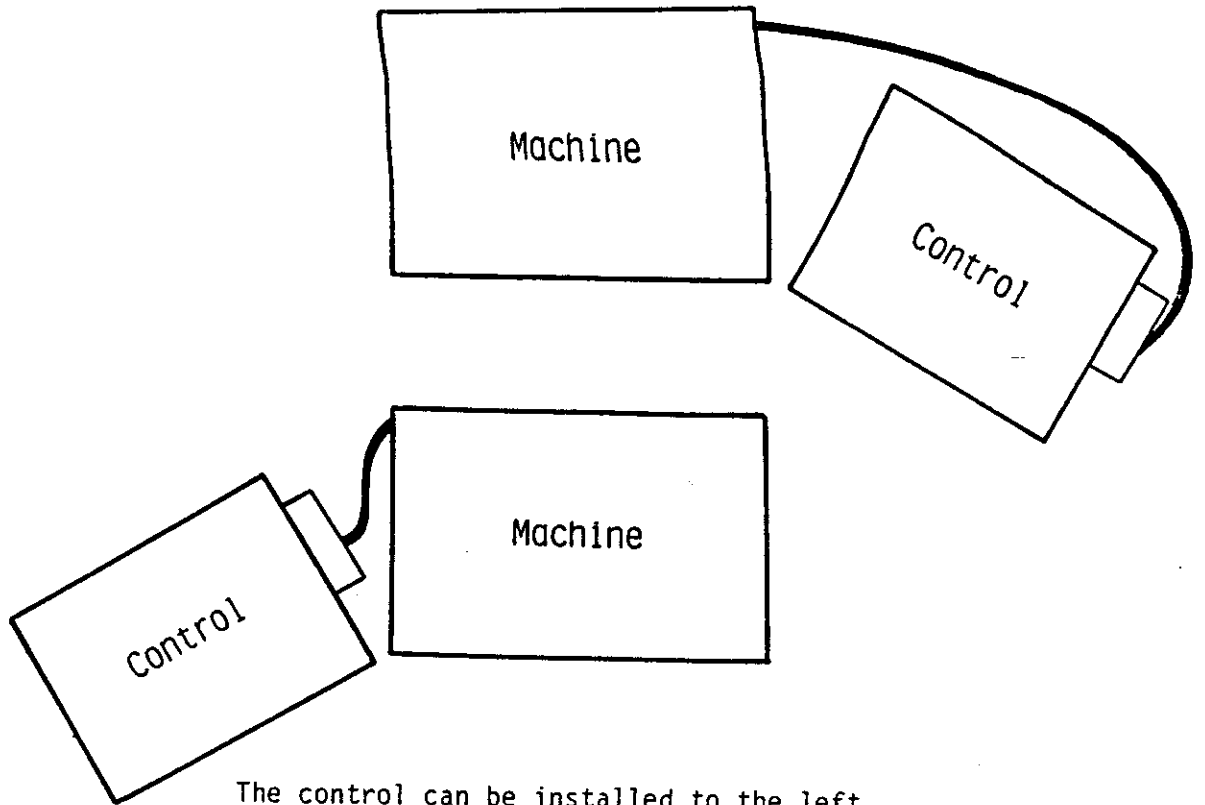 Machine
Control
Machine
Control
The control can be installed to the left